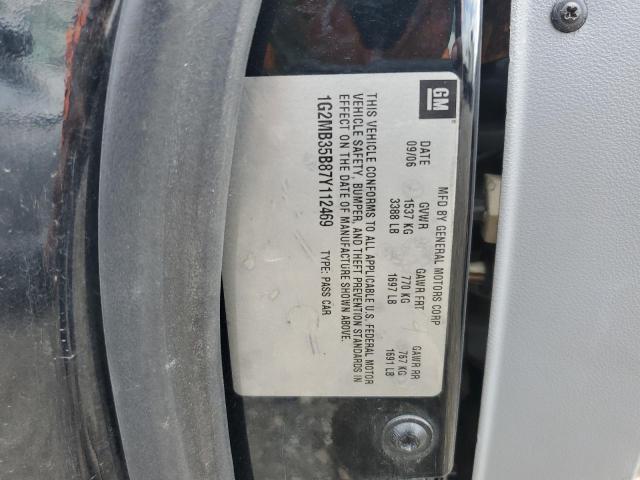 GM
MFD BY GENERAL MOTORS CORP
DATE GVWR GAWR FRT GAWR RR
09/06 1537 KG 770 KG 767 KG
3388 LB 1697 LB 1691 LB
THIS VEHICLE CONFORMS TO ALL APPLICABLE U.S. FEDERAL MOTOR
VEHICLE SAFETY, BUMPER, AND THEFT PREVENTION STANDARDS IN
EFFECT ON THE DATE OF MANUFACTURE SHOWN ABOVE.
1G2MB35B87Y112469 TYPE: PASS CAR